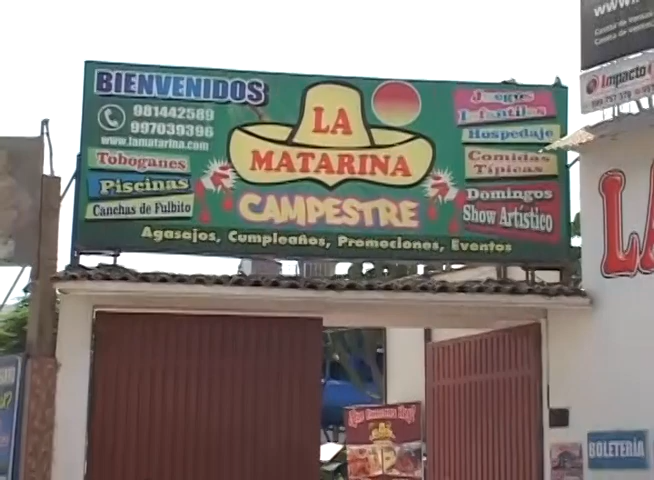 BIENVENIDOS
981442589
997039396
www.lamatarina.com
Toboganes
Piscinas
Canchas de Fulbito
LA
MATARINA
CAMPESTRE
Juegos
Infantiles
Hospedaje
Comidas
Típicas
Domingos
Show Artístico
Agasajos, Cumpleaños, Promociones, Eventos
www.
Impacto
LA
BOLETERÍA